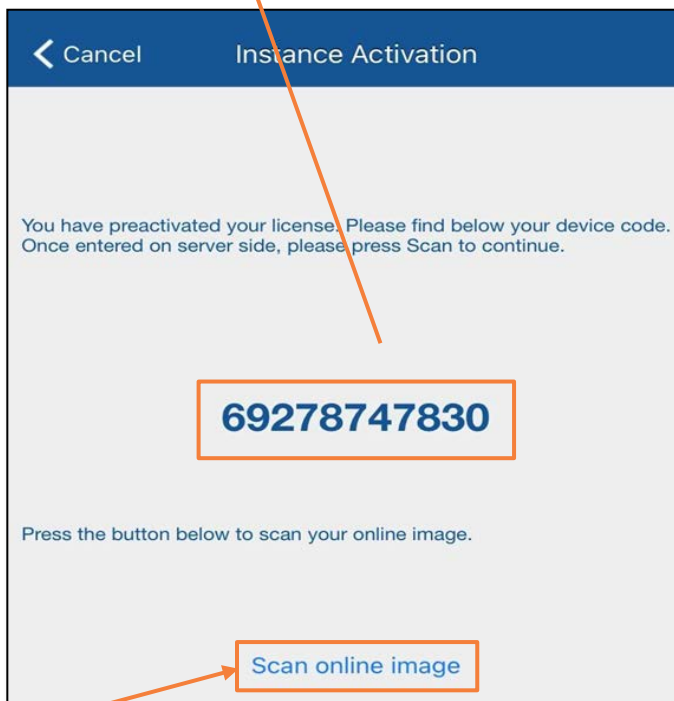 Cancel Instance Activation
You have preactivated your license. Please find below your device code.
Once entered on server side, please press Scan to continue.
69278747830
Press the button below to scan your online image.
Scan online image